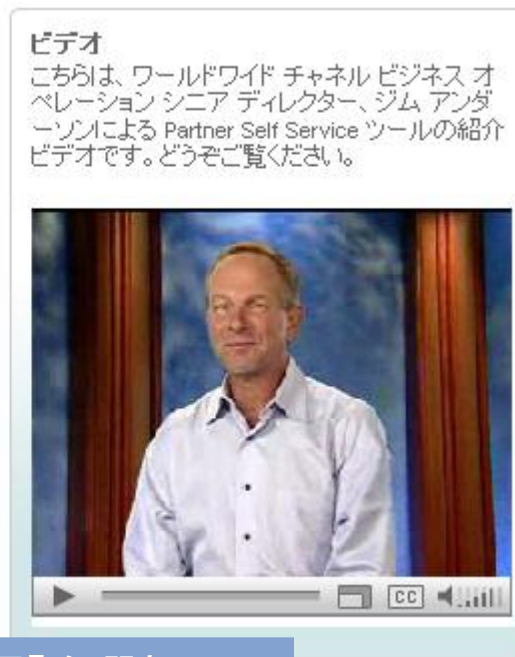 ビデオ
こちらは、ワールドワイド チャネル ビジネス オ
ペレーション シニア ディレクター、ジム アンダ
ーソンによる Partner Self Service ツールの紹介
ビデオです。どうぞご覧ください。
CC